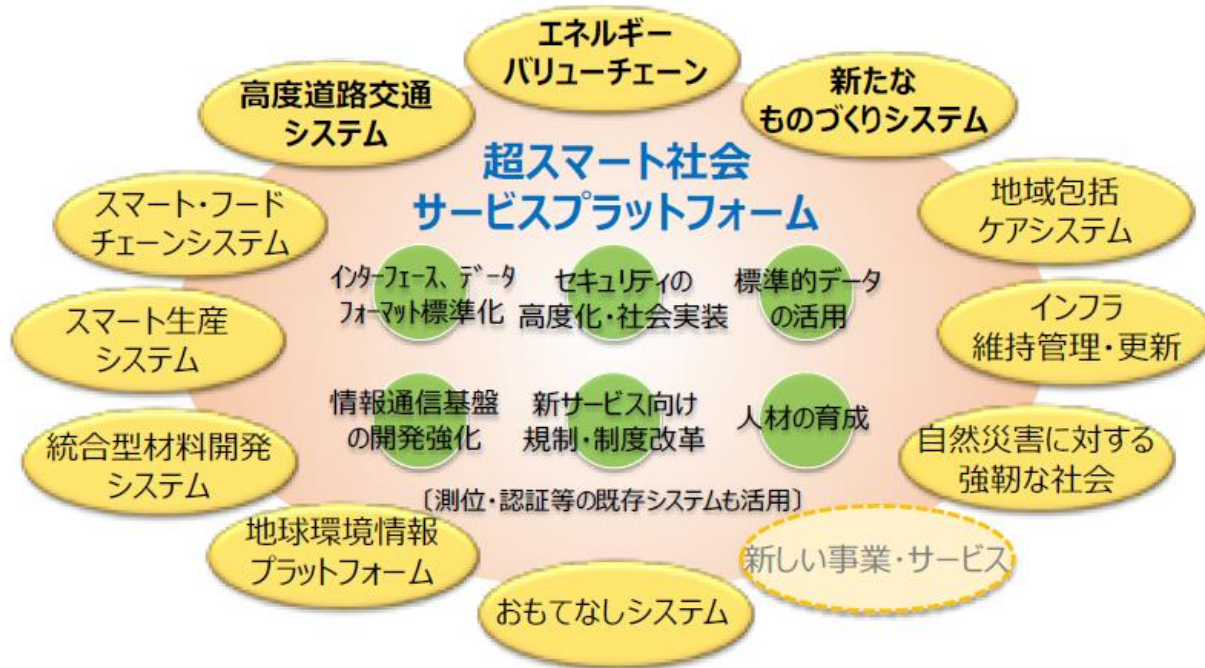 エネルギー
バリューチェーン
高度道路交通
システム
新たな
ものづくりシステム
超スマート社会
サービスプラットフォーム
スマート・フード
チェーンシステム
地域包括
ケアシステム
インターフェース、データ
フォーマット標準化
セキュリティの
高度化・社会実装
標準的データ
の活用
スマート生産
システム
インフラ
維持管理・更新
情報通信基盤
の開発強化
新サービス向け
規制・制度改革
人材の育成
統合型材料開発
システム
自然災害に対する
強靭な社会
〔測位・認証等の既存システムも活用〕
地球環境情報
プラットフォーム
新しい事業・サービス
おもてなしシステム